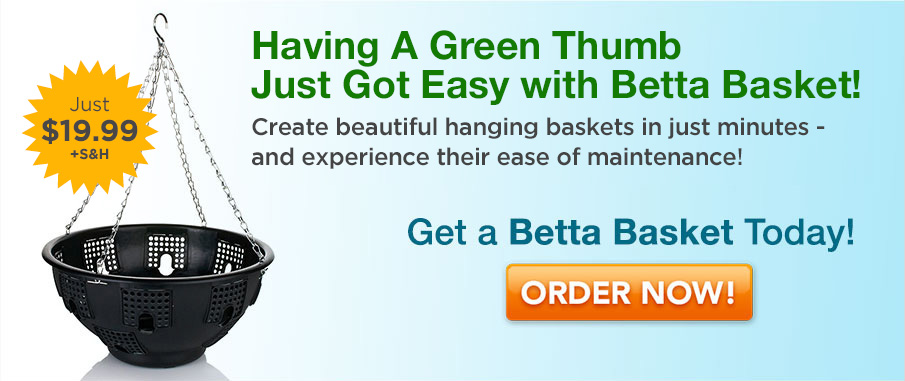 Just
$19.99
+S&H
Having A Green Thumb
Just Got Easy with Betta Basket!
Create beautiful hanging baskets in just minutes -
and experience their ease of maintenance!
Get a Betta Basket Today!
ORDER NOW!